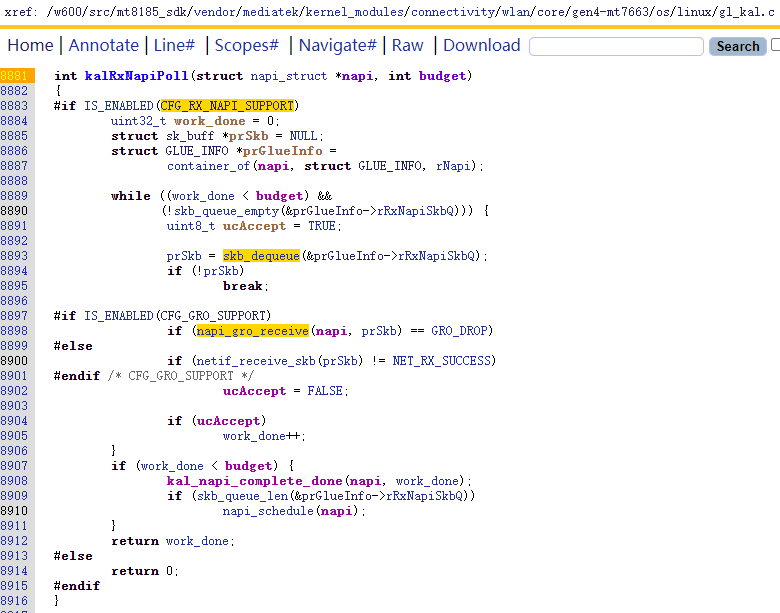 xref: /w600/src/mt8185_sdk/vendor/mediatek/kernel_modules/connectivity/wlan/core/gen4-mt7663/os/linux/gl_kal.c
Home | Annotate | Line# | Scopes# | Navigate# | Raw | Download Search
8881 int kalRxNapiPoll(struct napi_struct *napi, int budget)
8882 {
8883 #if IS_ENABLED(CFG_RX_NAPI_SUPPORT)
8884 uint32_t work_done = 0;
8885 struct sk_buff *prSkb = NULL;
8886 struct GLUE_INFO *prGlueInfo =
8887 container_of(napi, struct GLUE_INFO, rNapi);
8888
8889 while ((work_done < budget) &&
8890 (!skb_queue_empty(&prGlueInfo->rRxNapiSkbQ))) {
8891 uint8_t ucAccept = TRUE;
8892
8893 prSkb = skb_dequeue(&prGlueInfo->rRxNapiSkbQ);
8894 if (!prSkb)
8895 break;
8896
8897 #if IS_ENABLED(CFG_GRO_SUPPORT)
8898 if (napi_gro_receive(napi, prSkb) == GRO_DROP)
8899 #else
8900 if (netif_receive_skb(prSkb) != NET_RX_SUCCESS)
8901 #endif /* CFG_GRO_SUPPORT */
8902 ucAccept = FALSE;
8903
8904 if (ucAccept)
8905 work_done++;
8906 }
8907 if (work_done < budget) {
8908 kal_napi_complete_done(napi, work_done);
8909 if (skb_queue_len(&prGlueInfo->rRxNapiSkbQ))
8910 napi_schedule(napi);
8911 }
8912 return work_done;
8913 #else
8914 return 0;
8915 #endif
8916 }